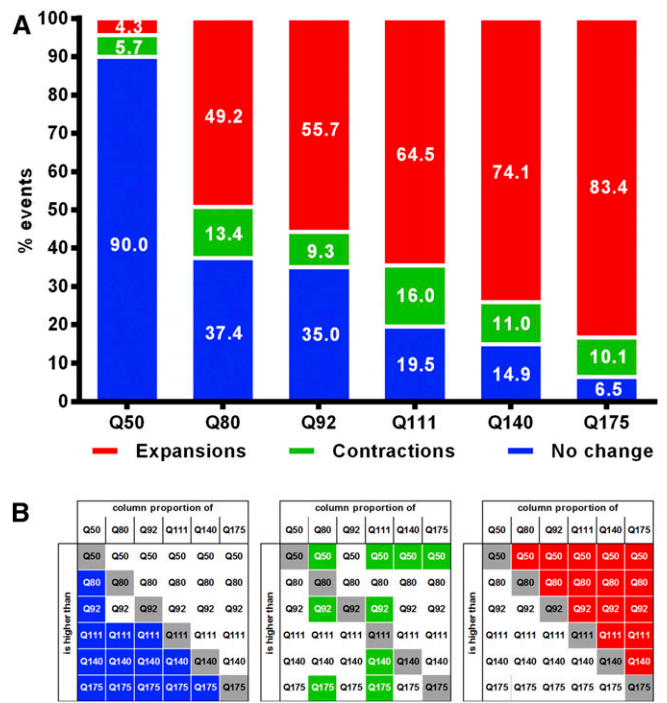 A
100
90
80
70
60
50
40
30
20
10
0
% events
4.3
5.7
90.0
49.2
13.4
37.4
55.7
9.3
35.0
64.5
16.0
19.5
74.1
11.0
14.9
83.4
10.1
6.5
Q50 Q80 Q92 Q111 Q140 Q175
Expansions Contractions No change
B
column proportion of
Q50 Q80 Q92 Q111 Q140 Q175
is higher than
Q50 Q50 Q50 Q50 Q50 Q50
Q80 Q80 Q80 Q80 Q80 Q80
Q92 Q92 Q92 Q92 Q92 Q92
Q111 Q111 Q111 Q111 Q111 Q111
Q140 Q140 Q140 Q140 Q140 Q140
Q175 Q175 Q175 Q175 Q175 Q175
column proportion of
Q50 Q80 Q92 Q111 Q140 Q175
is higher than
Q50 Q50 Q50 Q50 Q50 Q50
Q80 Q80 Q80 Q80 Q80 Q80
Q92 Q92 Q92 Q92 Q92 Q92
Q111 Q111 Q111 Q111 Q111 Q111
Q140 Q140 Q140 Q140 Q140 Q140
Q175 Q175 Q175 Q175 Q175 Q175
column proportion of
Q50 Q80 Q92 Q111 Q140 Q175
is higher than
Q50 Q50 Q50 Q50 Q50 Q50
Q80 Q80 Q80 Q80 Q80 Q80
Q92 Q92 Q92 Q92 Q92 Q92
Q111 Q111 Q111 Q111 Q111 Q111
Q140 Q140 Q140 Q140 Q140 Q140
Q175 Q175 Q175 Q175 Q175 Q175